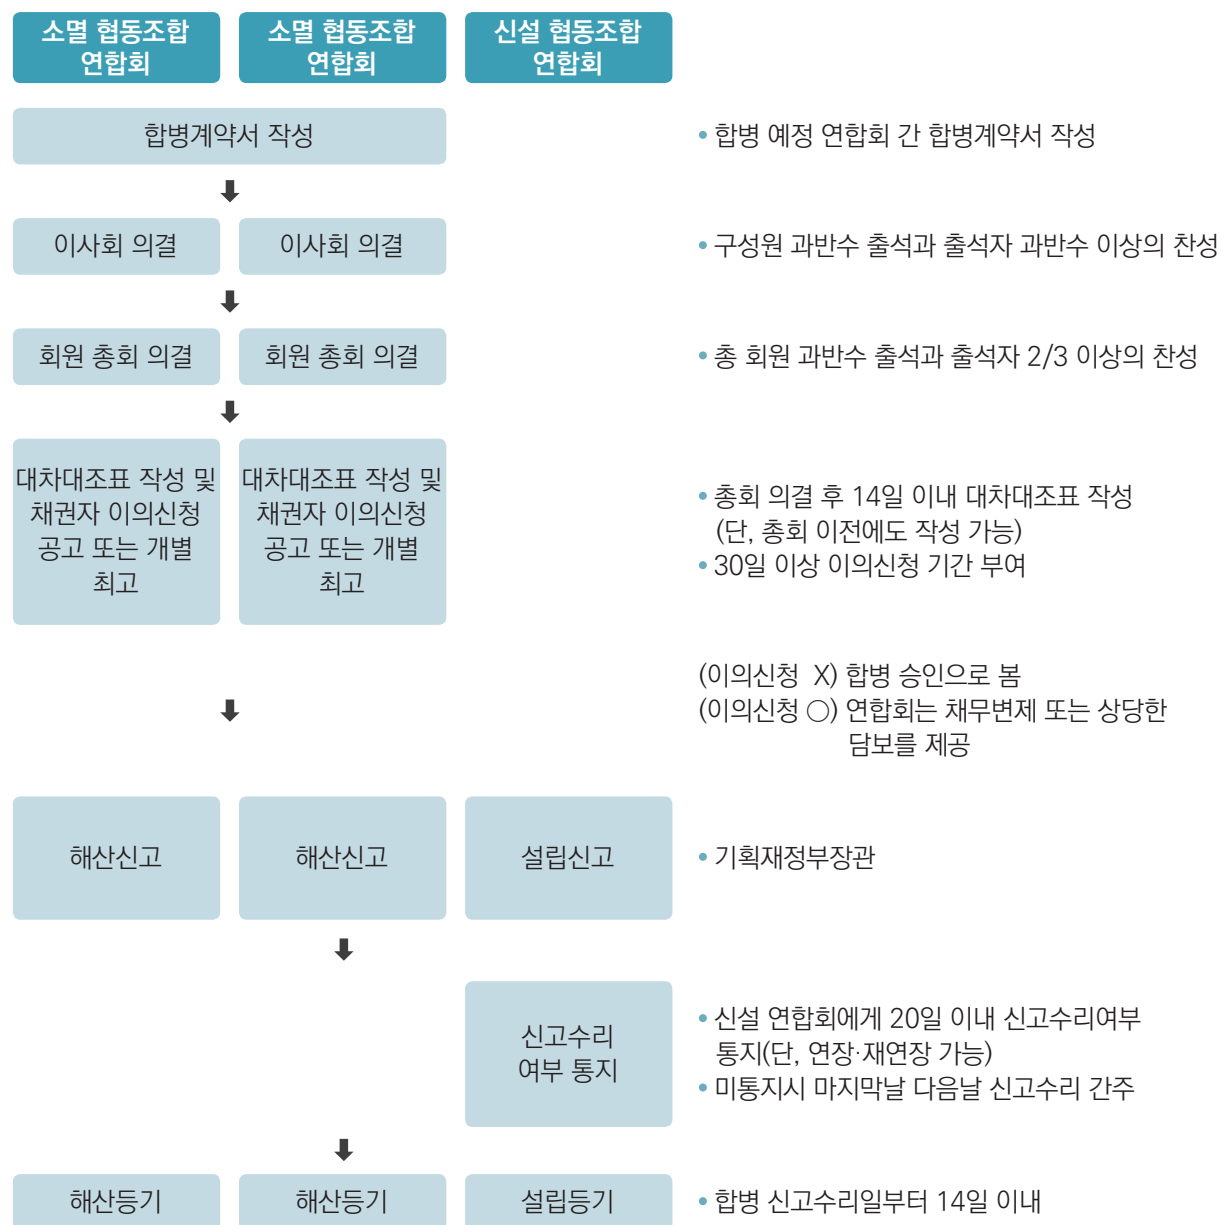 소멸 협동조합
연합회
소멸 협동조합
연합회
신설 협동조합
연합회
합병계약서 작성
• 합병 예정 연합회 간 합병계약서 작성
이사회 의결
이사회 의결
• 구성원 과반수 출석과 출석자 과반수 이상의 찬성
회원 총회 의결
회원 총회 의결
• 총 회원 과반수 출석과 출석자 2/3 이상의 찬성
대차대조표 작성 및
채권자 이의신청
공고 또는 개별
최고
대차대조표 작성 및
채권자 이의신청
공고 또는 개별
최고
• 총회 의결 후 14일 이내 대차대조표 작성
(단, 총회 이전에도 작성 가능)
• 30일 이상 이의신청 기간 부여
(이의신청 X) 합병 승인으로 봄
(이의신청 ○) 연합회는 채무변제 또는 상당한
담보를 제공
해산신고
해산신고
설립신고
• 기획재정부장관
신고수리
여부 통지
• 신설 연합회에게 20일 이내 신고수리여부
통지(단, 연장·재연장 가능)
• 미통지시 마지막날 다음날 신고수리 간주
해산등기
해산등기
설립등기
• 합병 신고수리일부터 14일 이내